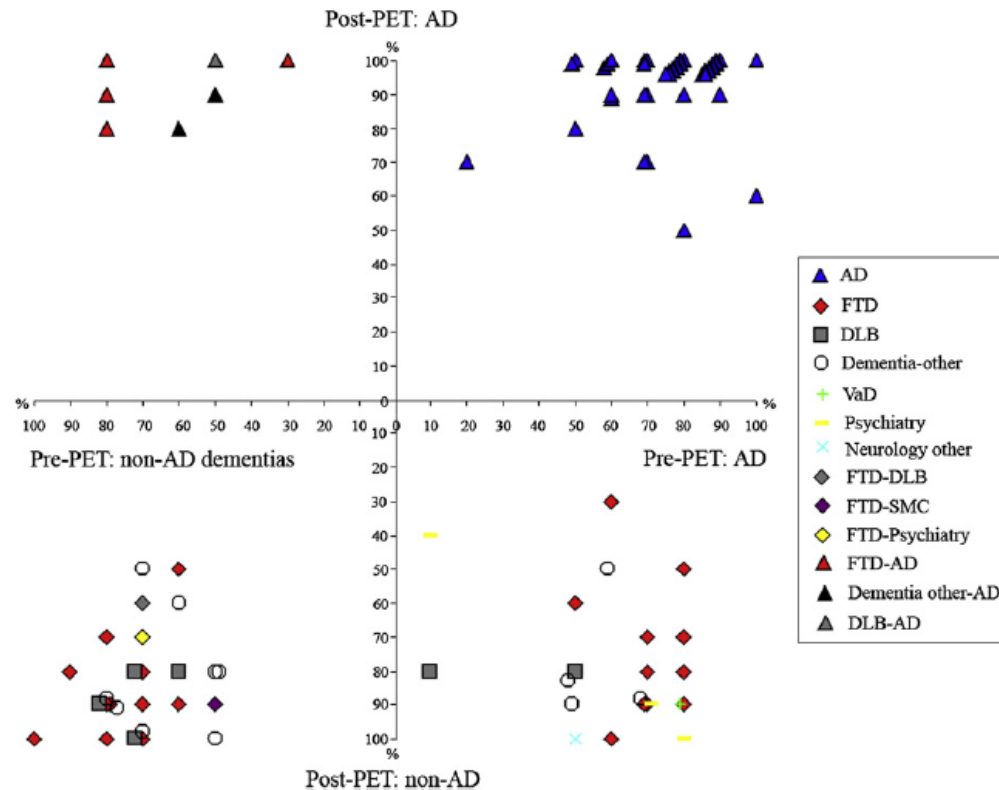 Post-PET: AD
%
100
90
80
70
60
50
40
30
20
10
0
% 100 90 80 70 60 50 40 30 20 10 0 10 20 30 40 50 60 70 80 90 100 %
Pre-PET: non-AD dementias
Pre-PET: AD
10
20
30
40
50
60
70
80
90
100
%
Post-PET: non-AD
AD
FTD
DLB
Dementia-other
VaD
Psychiatry
Neurology other
FTD-DLB
FTD-SMC
FTD-Psychiatry
FTD-AD
Dementia other-AD
DLB-AD